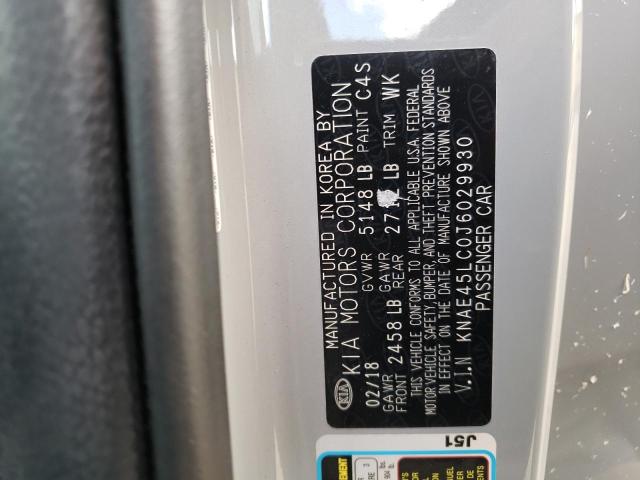 MANUFACTURED IN KOREA BY
KIA MOTORS CORPORATION
02/18 GVWR 5148 LB PAINT C4S
GAWR FRONT 2458 LB GAWR REAR LB TRIM WK
THIS VEHICLE CONFORMS TO ALL APPLICABLE U.S.A. FEDERAL
MOTOR VEHICLE SAFETY, BUMPER, AND THEFT PREVENTION STANDARDS
IN EFFECT ON THE DATE OF MANUFACTURE SHOWN ABOVE
V.I.N KNAE45LC0J6029930
PASSENGER CAR
KIA
J51